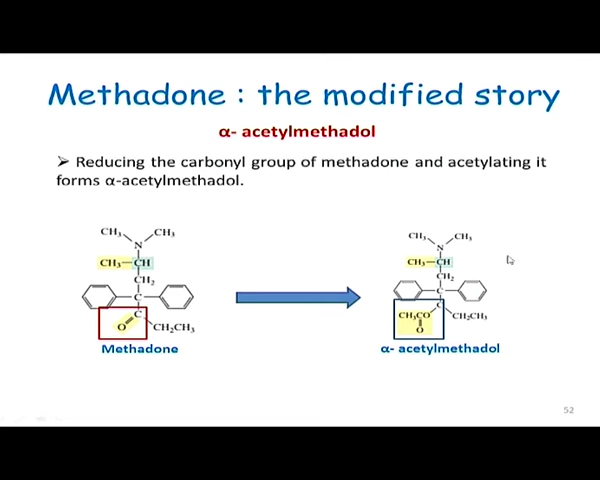 Methadone : the modified story
α- acetylmethadol
➢ Reducing the carbonyl group of methadone and acetylating it
forms α-acetylmethadol.
CH₃ CH₃
N
CH₃—CH
CH₂
C
C
O CH₂CH₃
Methadone
CH₃ CH₃
N
CH₃—CH
CH₂
C
C
CH₃CO CH₂CH₃
O
α- acetylmethadol
52